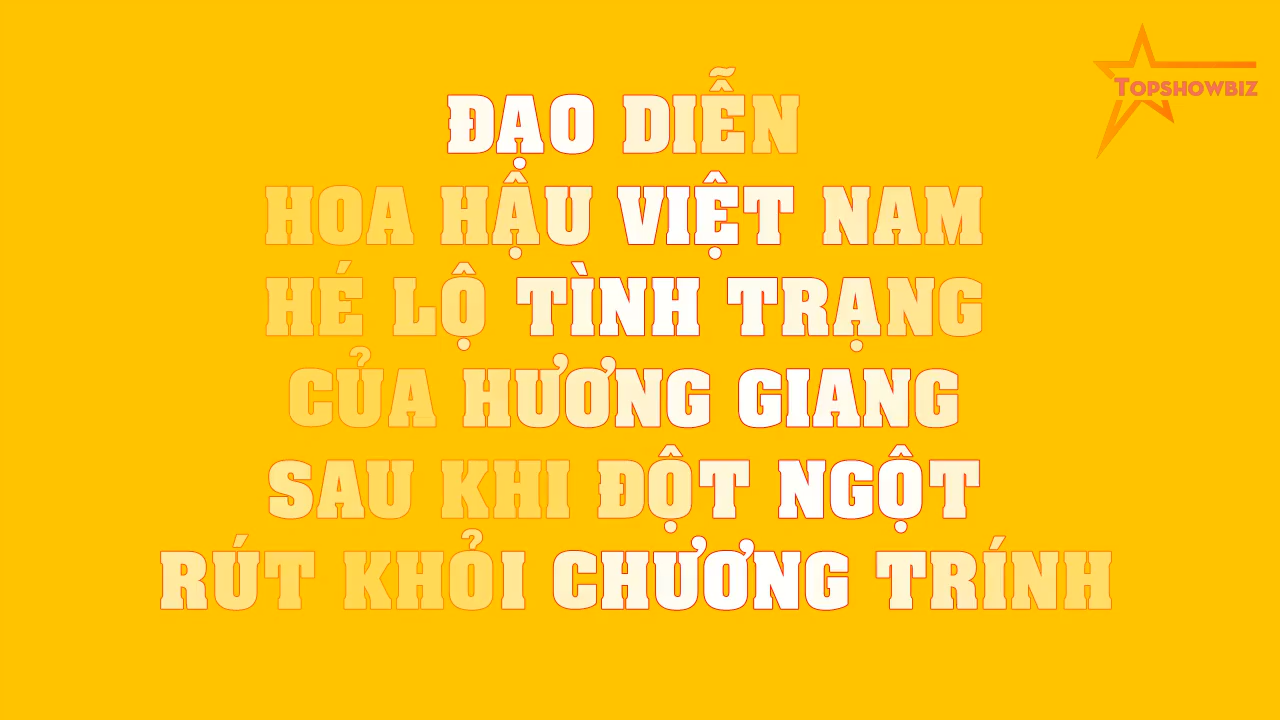 TOPSHOWBIZ
ĐẠO DIỄN
HOA HẬU VIỆT NAM
HÉ LỘ TÌNH TRẠNG
CỦA HƯƠNG GIANG
SAU KHI ĐỘT NGỘT
RÚT KHỎI CHƯƠNG TRÍNH